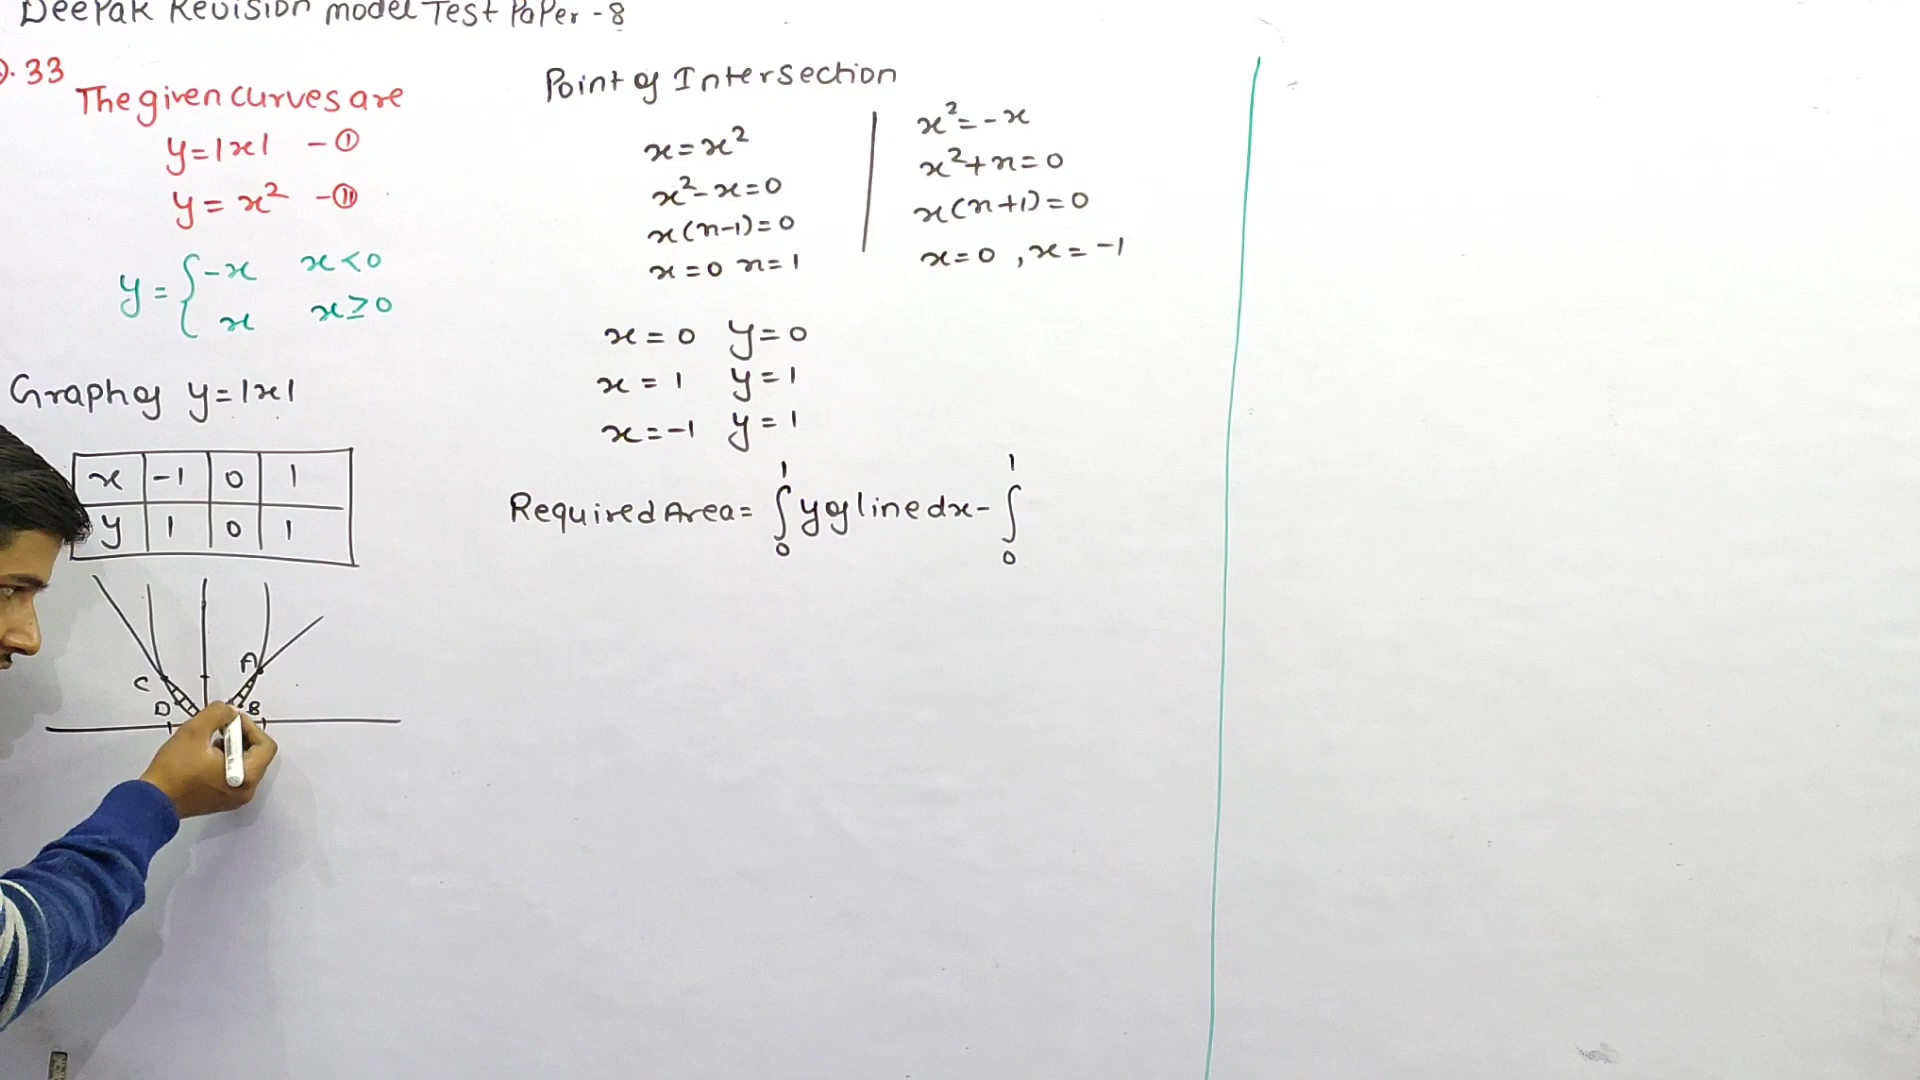 Deepak Revision model Test Paper - 8
Q. 33
The given curves are
y = |x| - ①
y = x² - ⑪
y = { -x x < 0
x x ≥ 0
Graph of y = |x|
x -1 0 1
y 1 0 1
A
C
D B
Point of Intersection
x = x²
x² - x = 0
x(x-1) = 0
x = 0 x = 1
x² = -x
x² + x = 0
x(x+1) = 0
x = 0 , x = -1
x = 0 y = 0
x = 1 y = 1
x = -1 y = 1
Required Area = ∫₀¹ y of line dx - ∫₀¹